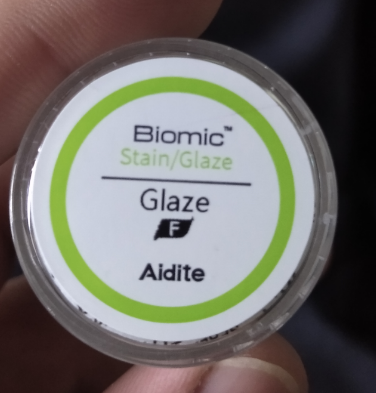 Biomic™
Stain/Glaze
Glaze
F
Aidite